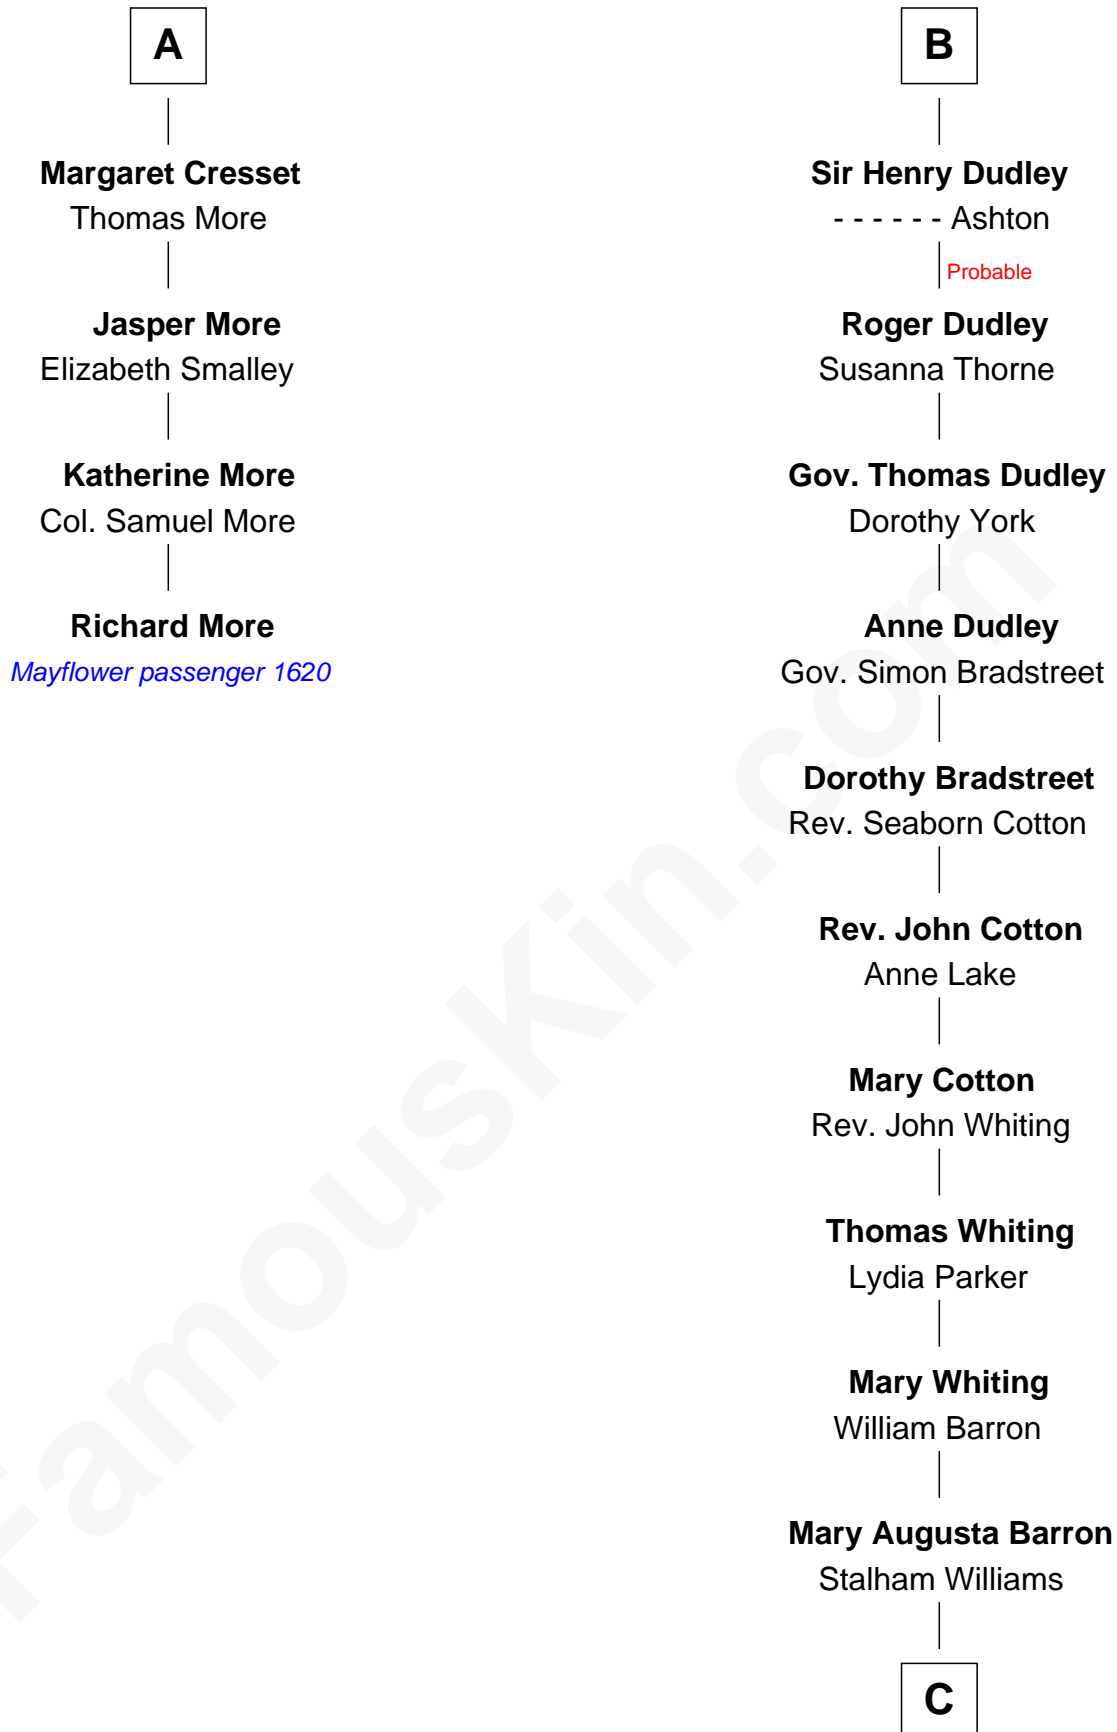 A
Margaret Cresset
Thomas More
Jasper More
Elizabeth Smalley
Katherine More
Col. Samuel More
Richard More
Mayflower passenger 1620
B
Sir Henry Dudley
- - - - - - Ashton
Probable
Roger Dudley
Susanna Thorne
Gov. Thomas Dudley
Dorothy York
Anne Dudley
Gov. Simon Bradstreet
Dorothy Bradstreet
Rev. Seaborn Cotton
Rev. John Cotton
Anne Lake
Mary Cotton
Rev. John Whiting
Thomas Whiting
Lydia Parker
Mary Whiting
William Barron
Mary Augusta Barron
Stalham Williams
C
FamousKin.com